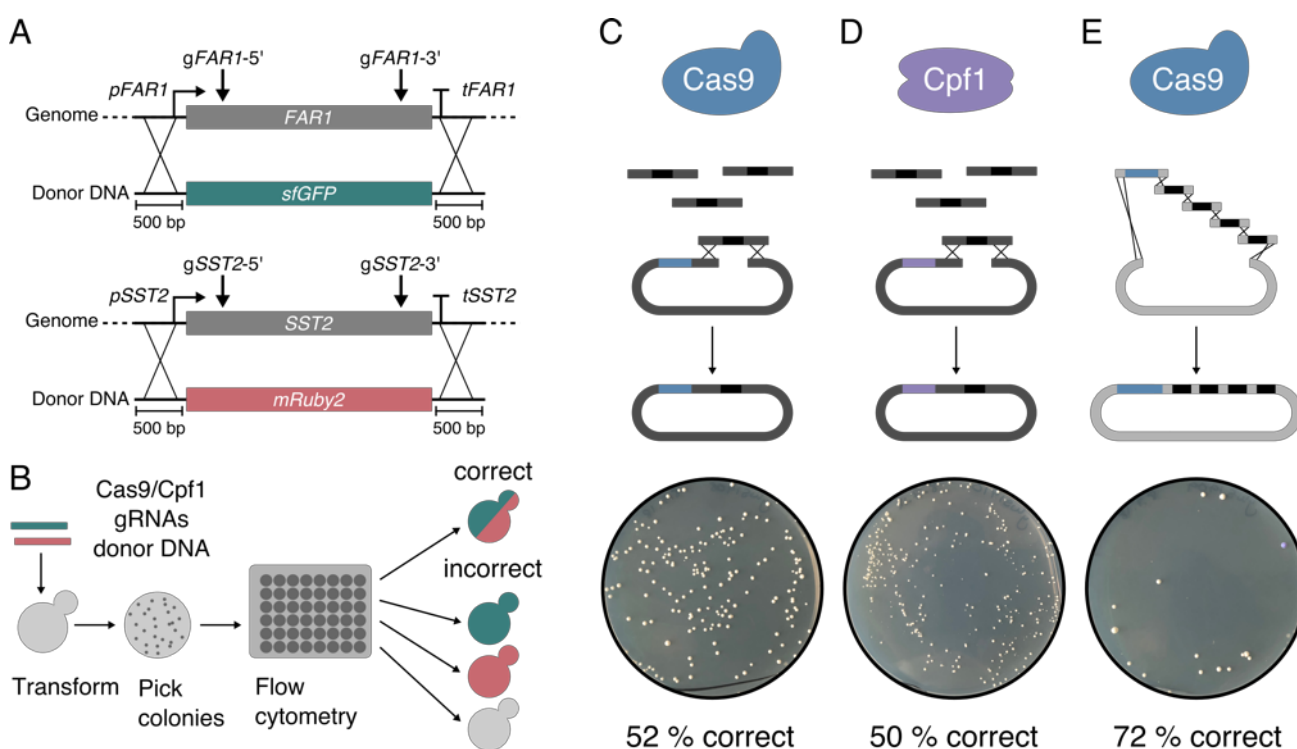 A
gFAR1-5'
gFAR1-3'
pFAR1
tFAR1
Genome
FAR1
Donor DNA
sfGFP
500 bp
500 bp
gSST2-5'
gSST2-3'
pSST2
tSST2
Genome
SST2
Donor DNA
mRuby2
500 bp
500 bp
B
Cas9/Cpf1
gRNAs
donor DNA
Transform
Pick
colonies
Flow
cytometry
correct
incorrect
C
Cas9
52 % correct
D
Cpf1
50 % correct
E
Cas9
72 % correct